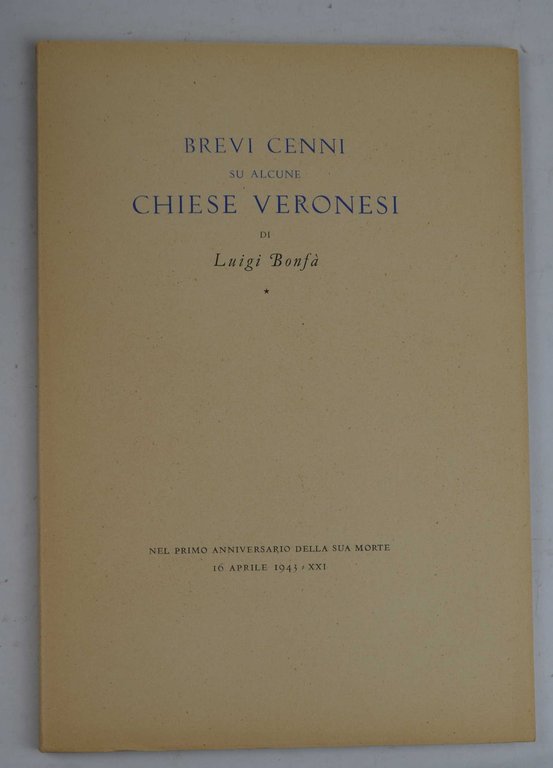 BREVI CENNI
SU ALCUNE
CHIESE VERONESI
DI
Luigi Bonfà
*
NEL PRIMO ANNIVERSARIO DELLA SUA MORTE
16 APRILE 1943 - XXI